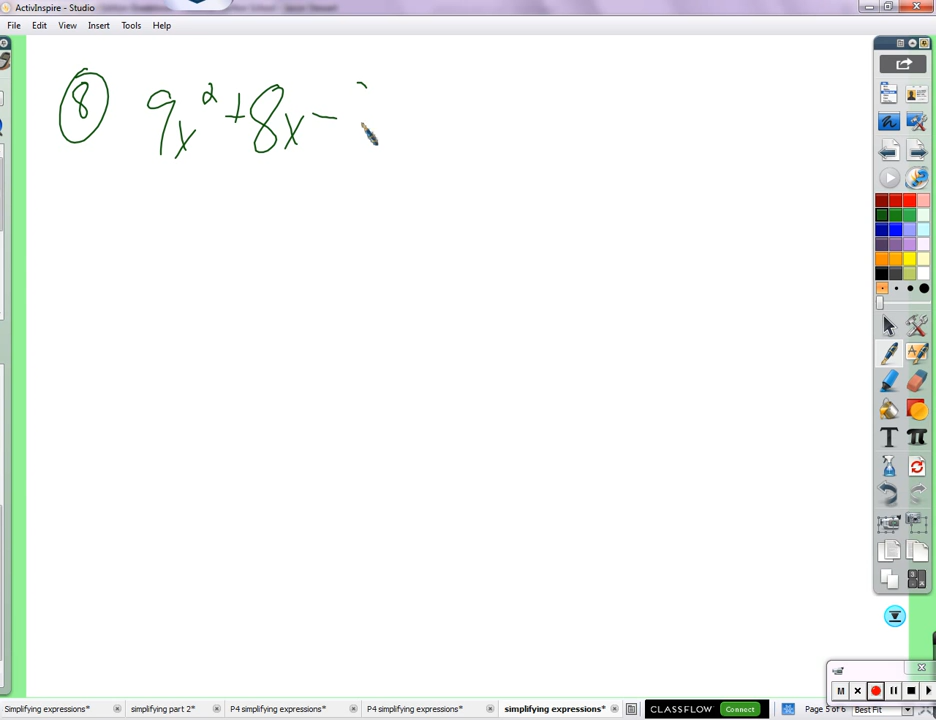 ActivInspire - Studio
File Edit View Insert Tools Help
⑧ 9x² + 8x −
M
Simplifying expressions* simplifying part 2* P4 simplifying expressions* P4 simplifying expressions* simplifying expressions* CLASSFLOW Connect Page 5 of 6 Best Fit